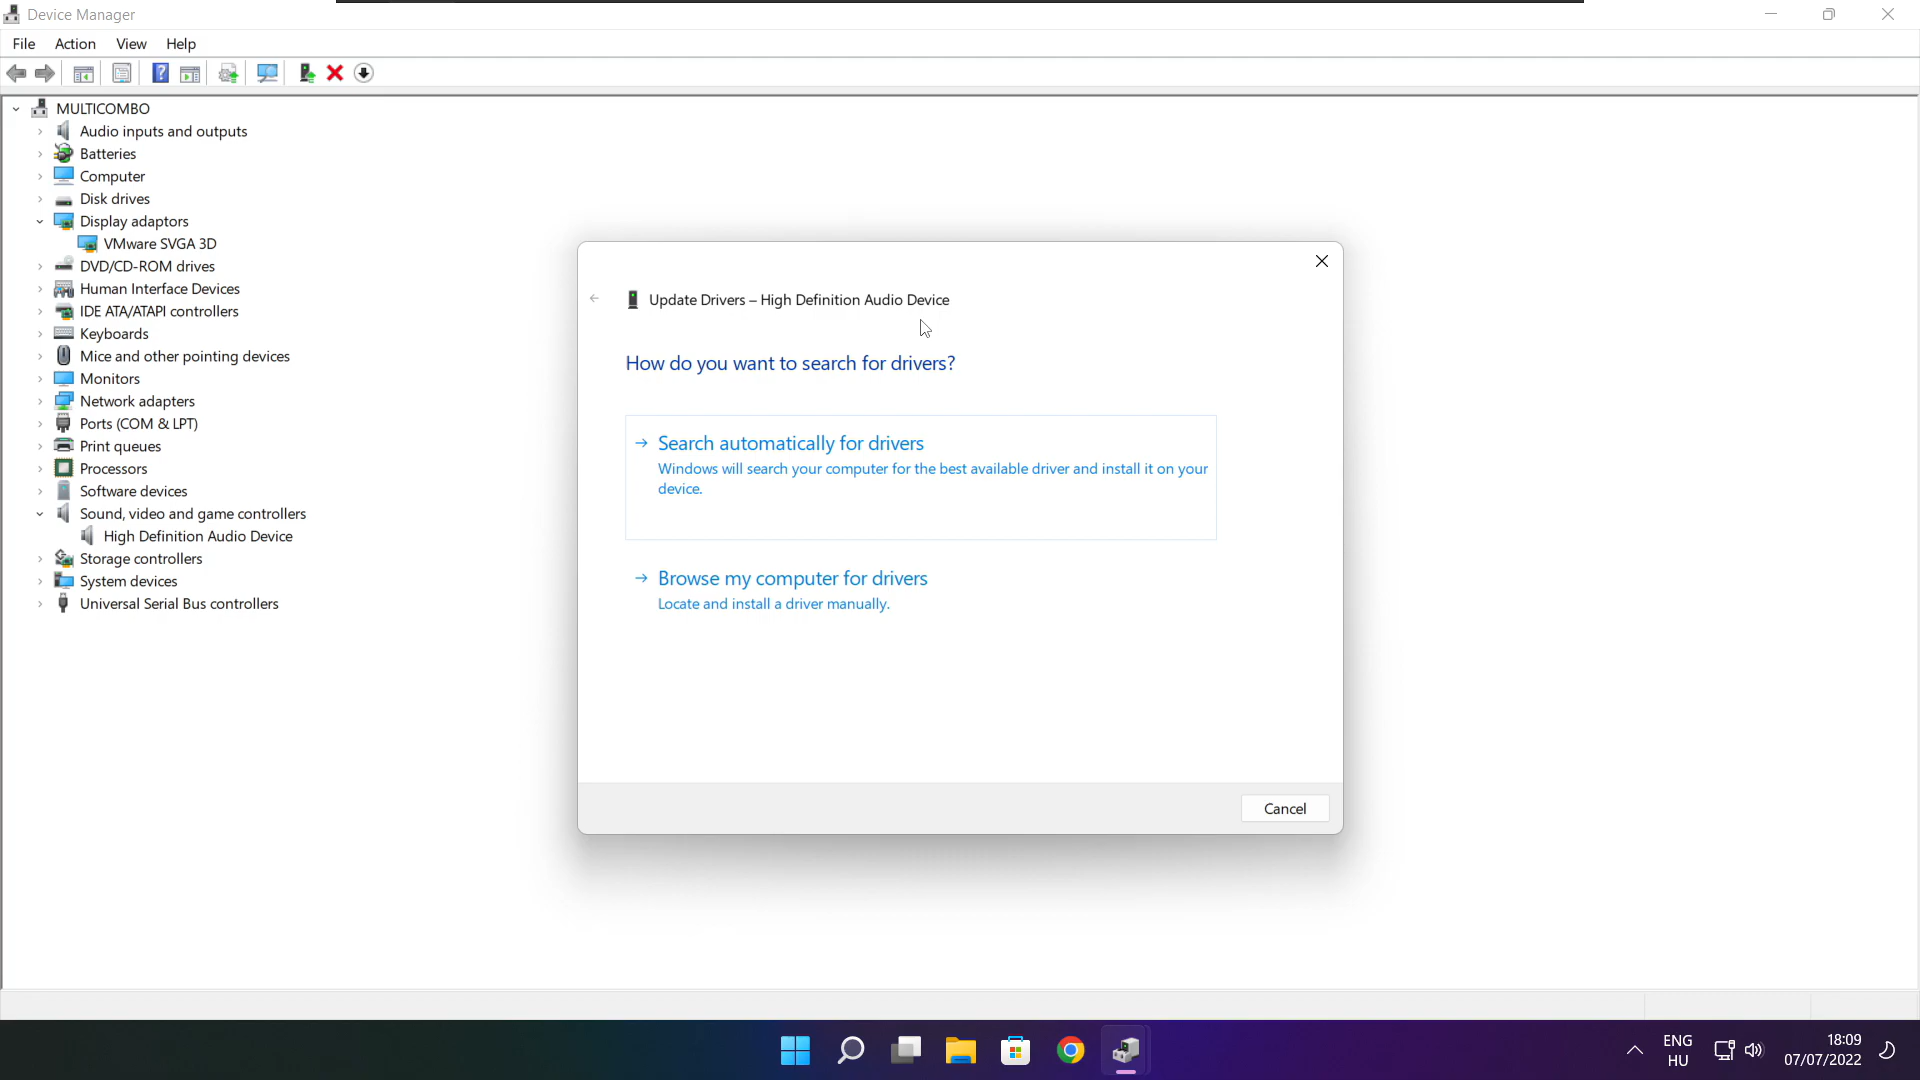 Device Manager
File Action View Help
MULTICOMBO
Audio inputs and outputs
Batteries
Computer
Disk drives
Display adaptors
VMware SVGA 3D
DVD/CD-ROM drives
Human Interface Devices
IDE ATA/ATAPI controllers
Keyboards
Mice and other pointing devices
Monitors
Network adapters
Ports (COM & LPT)
Print queues
Processors
Software devices
Sound, video and game controllers
High Definition Audio Device
Storage controllers
System devices
Universal Serial Bus controllers
Update Drivers – High Definition Audio Device
How do you want to search for drivers?
Search automatically for drivers
Windows will search your computer for the best available driver and install it on your
device.
Browse my computer for drivers
Locate and install a driver manually.
Cancel
ENG
HU
18:09
07/07/2022